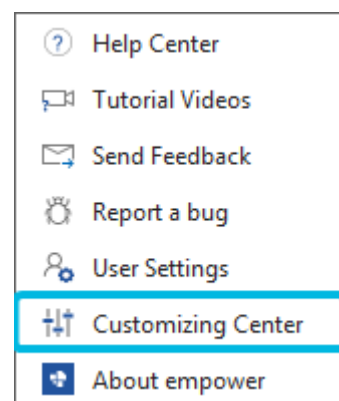 Help Center
Tutorial Videos
Send Feedback
Report a bug
User Settings
Customizing Center
About empower